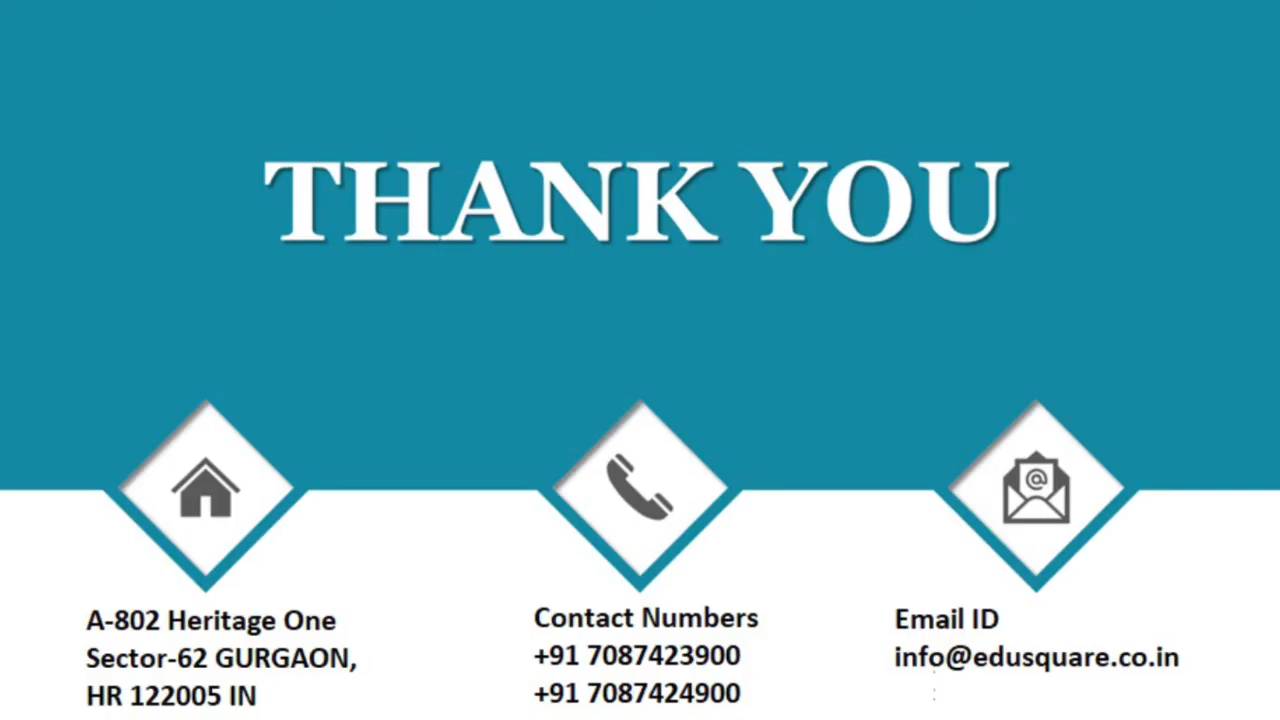 THANK YOU
A-802 Heritage One
Sector-62 GURGAON,
HR 122005 IN
Contact Numbers
+91 7087423900
+91 7087424900
Email ID
info@edusquare.co.in